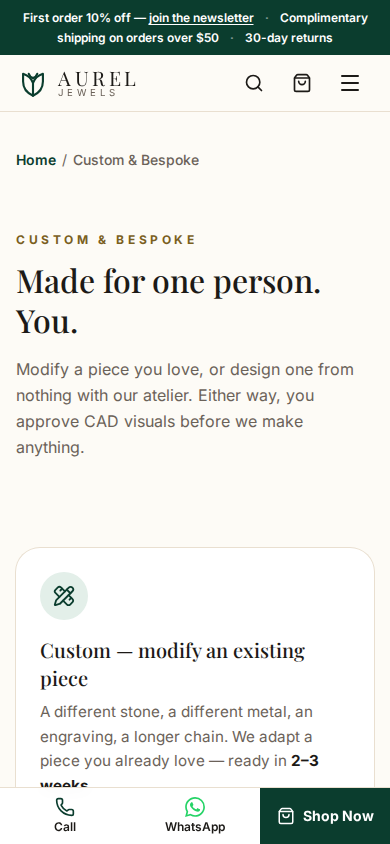 First order 10% off — join the newsletter · Complimentary
shipping on orders over $50 · 30-day returns
AUREL
JEWELS
Home / Custom & Bespoke
CUSTOM & BESPOKE
Made for one person.
You.
Modify a piece you love, or design one from
nothing with our atelier. Either way, you
approve CAD visuals before we make
anything.
Custom — modify an existing
piece
A different stone, a different metal, an
engraving, a longer chain. We adapt a
piece you already love — ready in 2–3
weeks
Call
WhatsApp
Shop Now